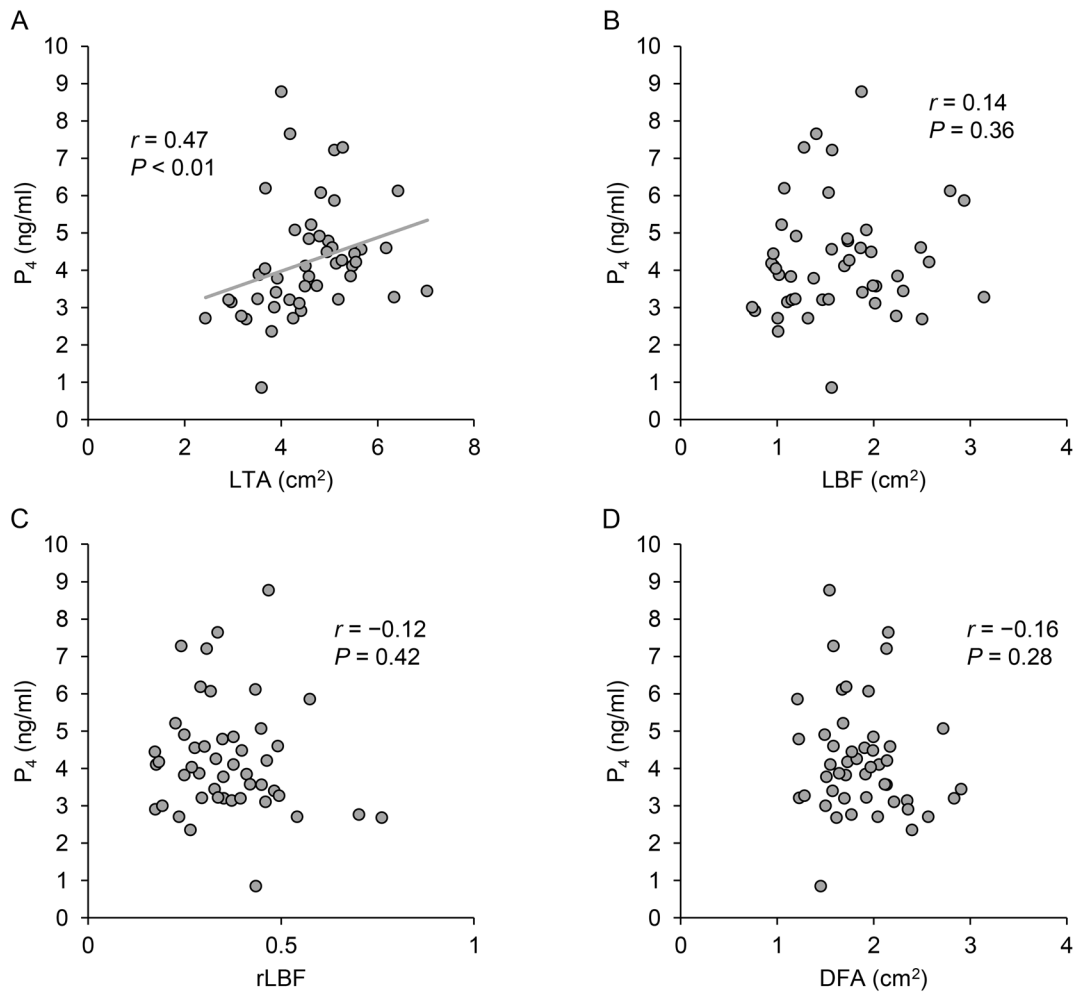 A
10
9
8
7
6
5
4
3
2
1
0
P4 (ng/ml)
r = 0.47
P < 0.01
0 2 4 6 8
LTA (cm²)
B
10
9
8
7
6
5
4
3
2
1
0
P4 (ng/ml)
r = 0.14
P = 0.36
0 1 2 3 4
LBF (cm²)
C
10
9
8
7
6
5
4
3
2
1
0
P4 (ng/ml)
r = −0.12
P = 0.42
0 0.5 1
rLBF
D
10
9
8
7
6
5
4
3
2
1
0
P4 (ng/ml)
r = −0.16
P = 0.28
0 1 2 3 4
DFA (cm²)